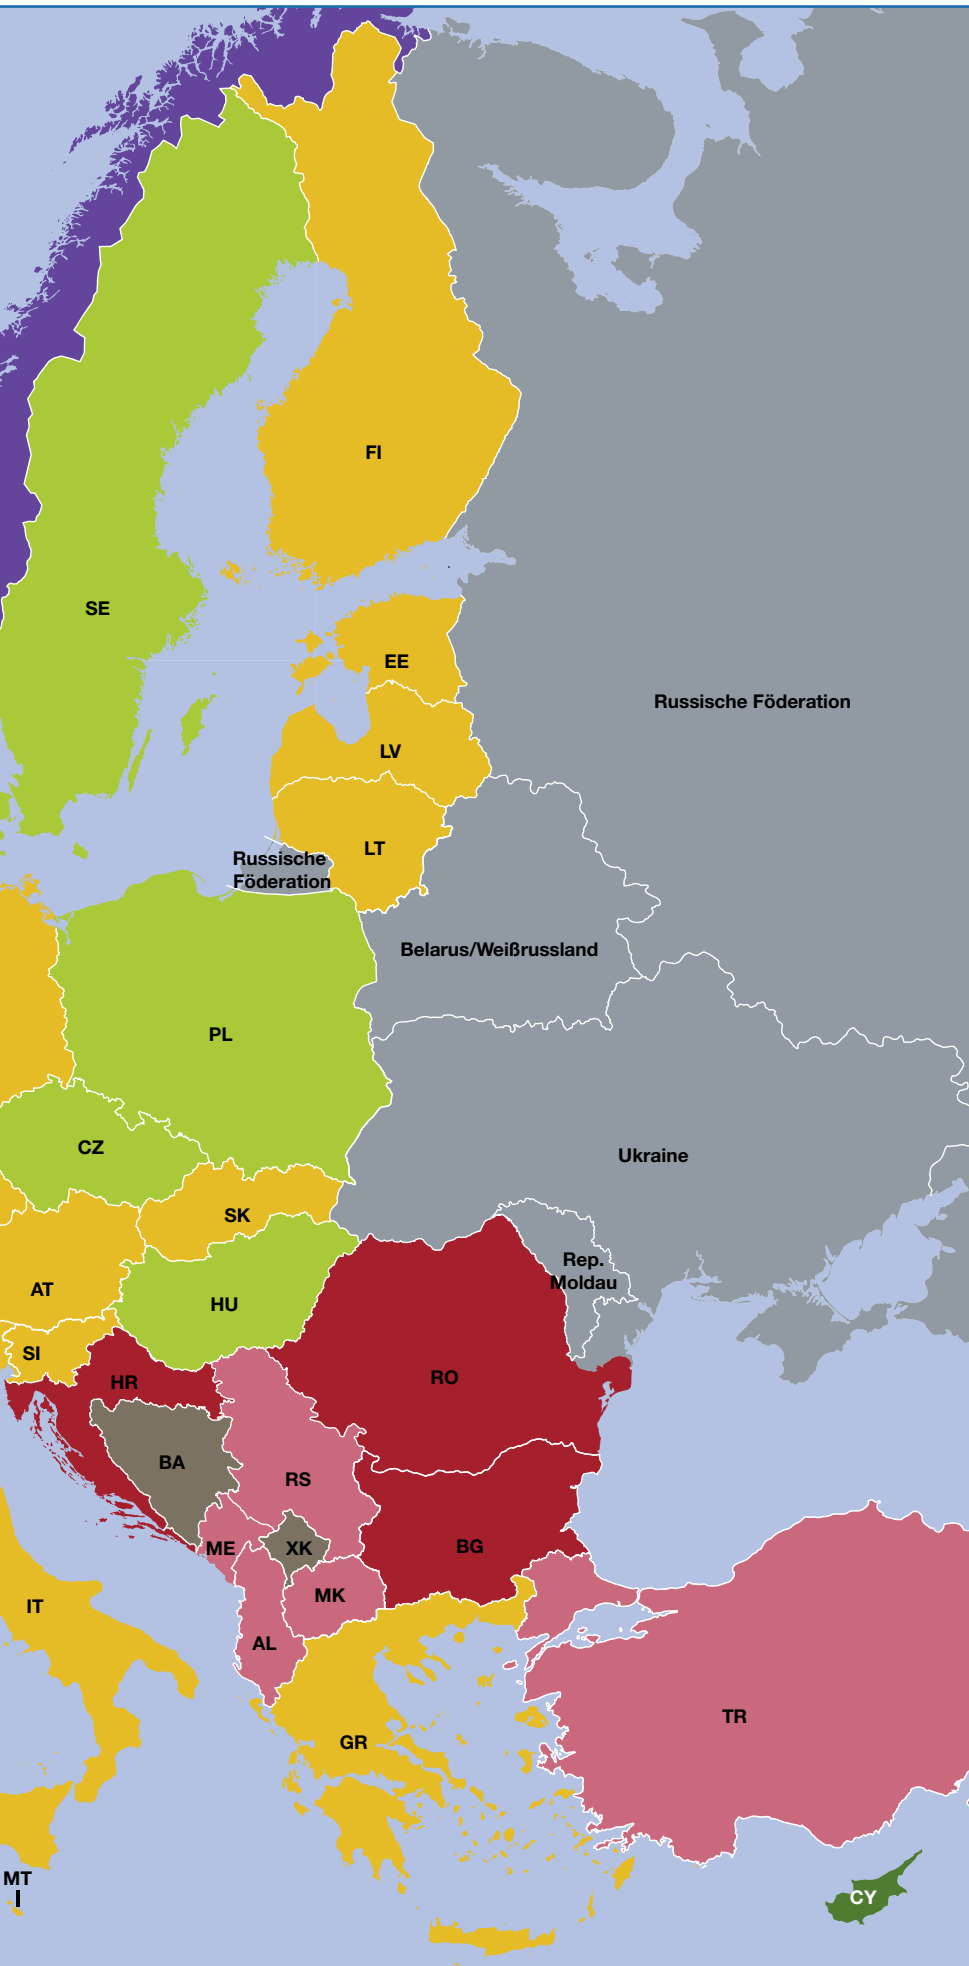 FI
SE
EE
Russische Föderation
LV
LT
Russische
Föderation
Belarus/Weißrussland
PL
CZ
Ukraine
SK
Rep.
Moldau
AT
HU
SI
RO
HR
BA
RS
BG
ME
XK
MK
IT
AL
TR
GR
MT
CY